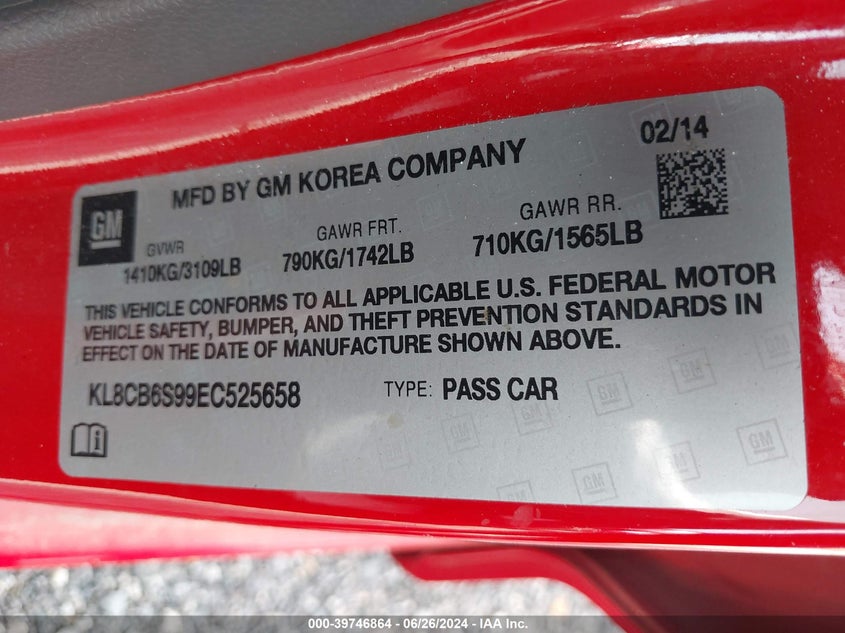 02/14
MFD BY GM KOREA COMPANY
GM
GVWR GAWR FRT. GAWR RR.
1410KG/3109LB 790KG/1742LB 710KG/1565LB
THIS VEHICLE CONFORMS TO ALL APPLICABLE U.S. FEDERAL MOTOR
VEHICLE SAFETY, BUMPER, AND THEFT PREVENTION STANDARDS IN
EFFECT ON THE DATE OF MANUFACTURE SHOWN ABOVE.
KL8CB6S99EC525658 TYPE: PASS CAR
000-39746864 / 06/26/2024 / IAA Inc.